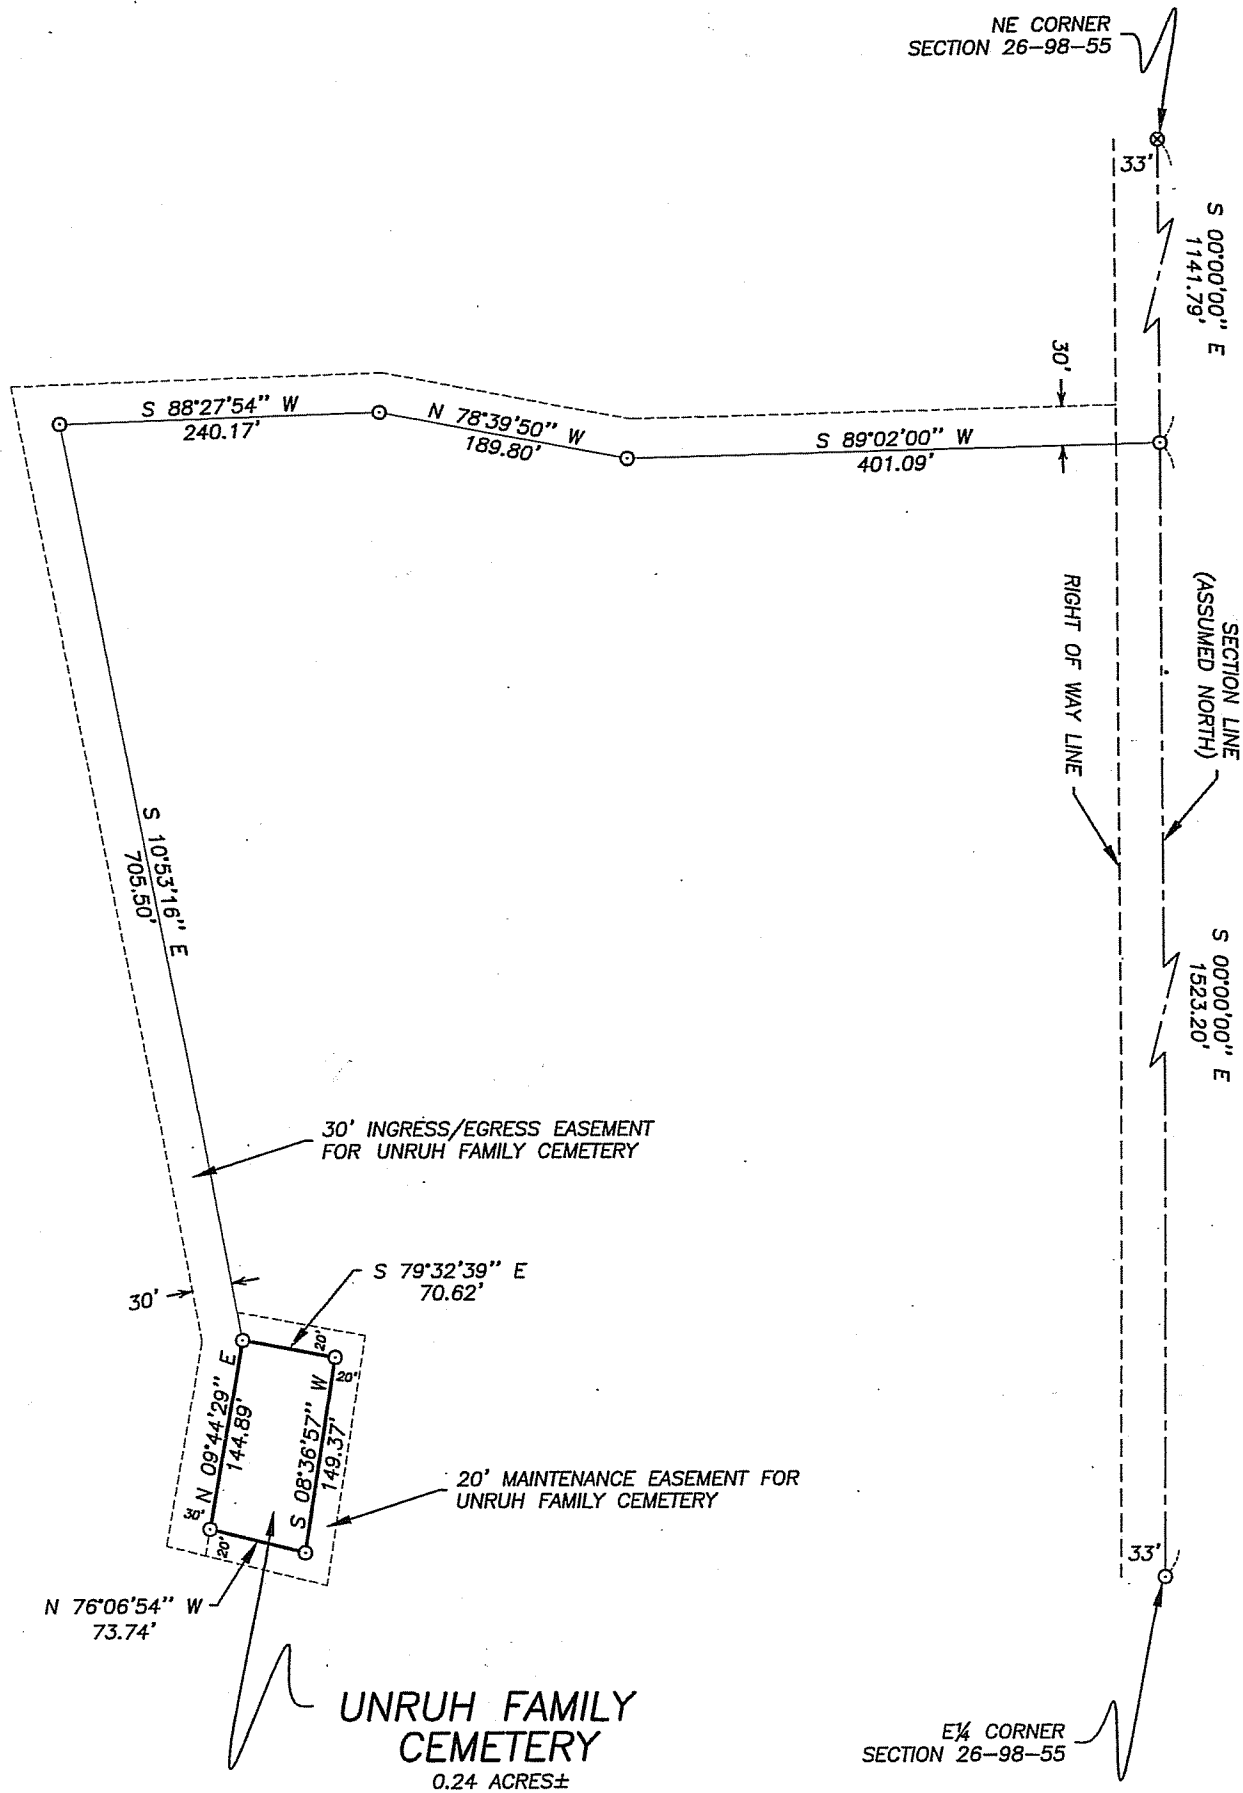 NE CORNER
SECTION 26–98–55
33'
S 00°00'00" E
1141.79'
30'
S 88°27'54" W
240.17'
N 78°39'50" W
189.80'
S 89°02'00" W
401.09'
SECTION LINE
(ASSUMED NORTH)
RIGHT OF WAY LINE
S 10°53'16" E
705.50'
S 00°00'00" E
1523.20'
30' INGRESS/EGRESS EASEMENT
FOR UNRUH FAMILY CEMETERY
S 79°32'39" E
70.62'
30'
20'
20'
N 09°44'29" E
144.89'
S 08°36'57" W
149.37'
20' MAINTENANCE EASEMENT FOR
UNRUH FAMILY CEMETERY
30'
20'
33'
N 76°06'54" W
73.74'
UNRUH FAMILY
CEMETERY
0.24 ACRES±
E¼ CORNER
SECTION 26–98–55